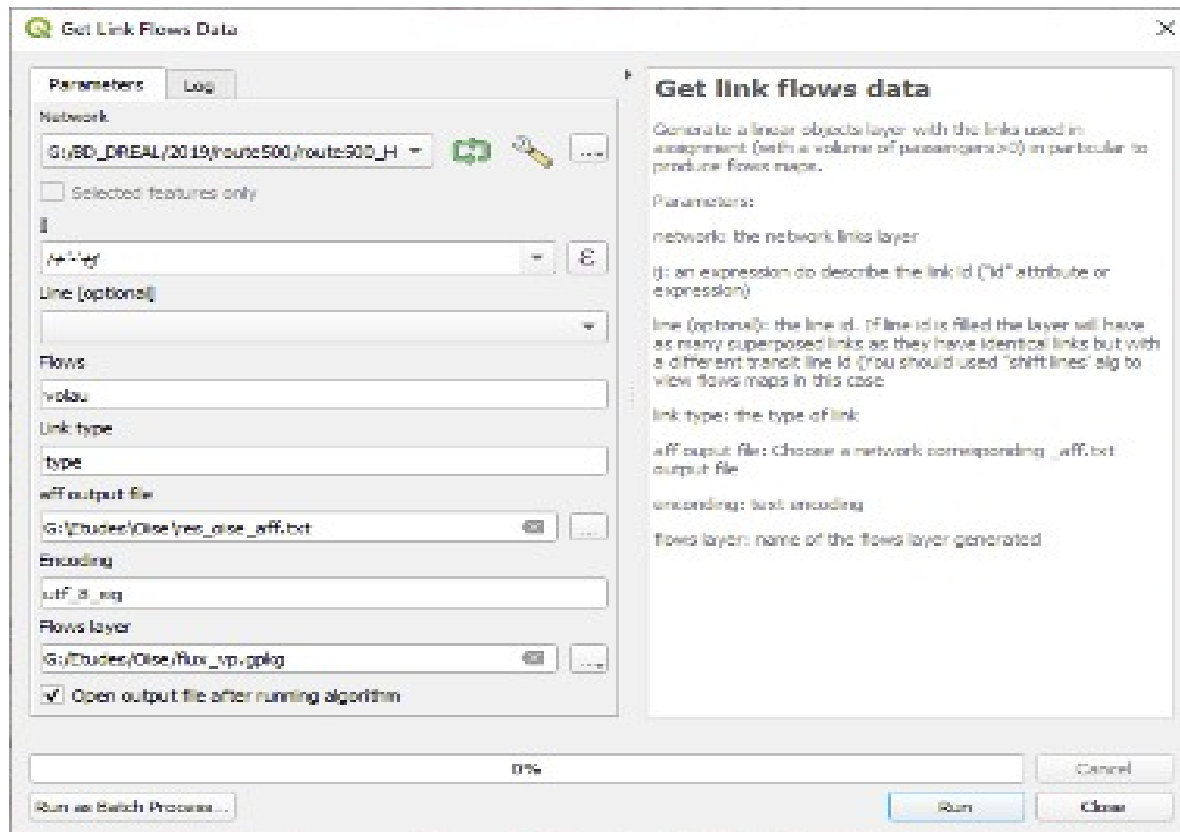 Get Link Flows Data
Parameters Log
Network
G:/BD_DREAL/2019/route500/route500_H
Selected features only
ij
ε
Line [optional]
Flows
volau
Link type
type
aff output file
G:\Etudes\Oise\res_oise_aff.txt
Encoding
utf_8_sig
Flows layer
G:/Etudes/Oise/flux_vp.gpkg
Open output file after running algorithm
Get link flows data
Generate a linear objects layer with the links used in
assignment (with a volume of passengers>0) in particular to
produce flows maps.
Parameters:
network: the network links layer
ij: an expression do describe the link id ("id" attribute or
expression)
line (optonal): the line id. If line id is filled the layer will have
as many superposed links as they have identical links but with
a different transit line id (You should used "shift lines' alg to
view flows maps in this case
link type: the type of link
aff ouput file: Choose a network corresponding _aff.txt
output file
enconding: text encoding
flows layer: name of the flows layer generated
0%
Cancel
Run as Batch Process...
Run
Close